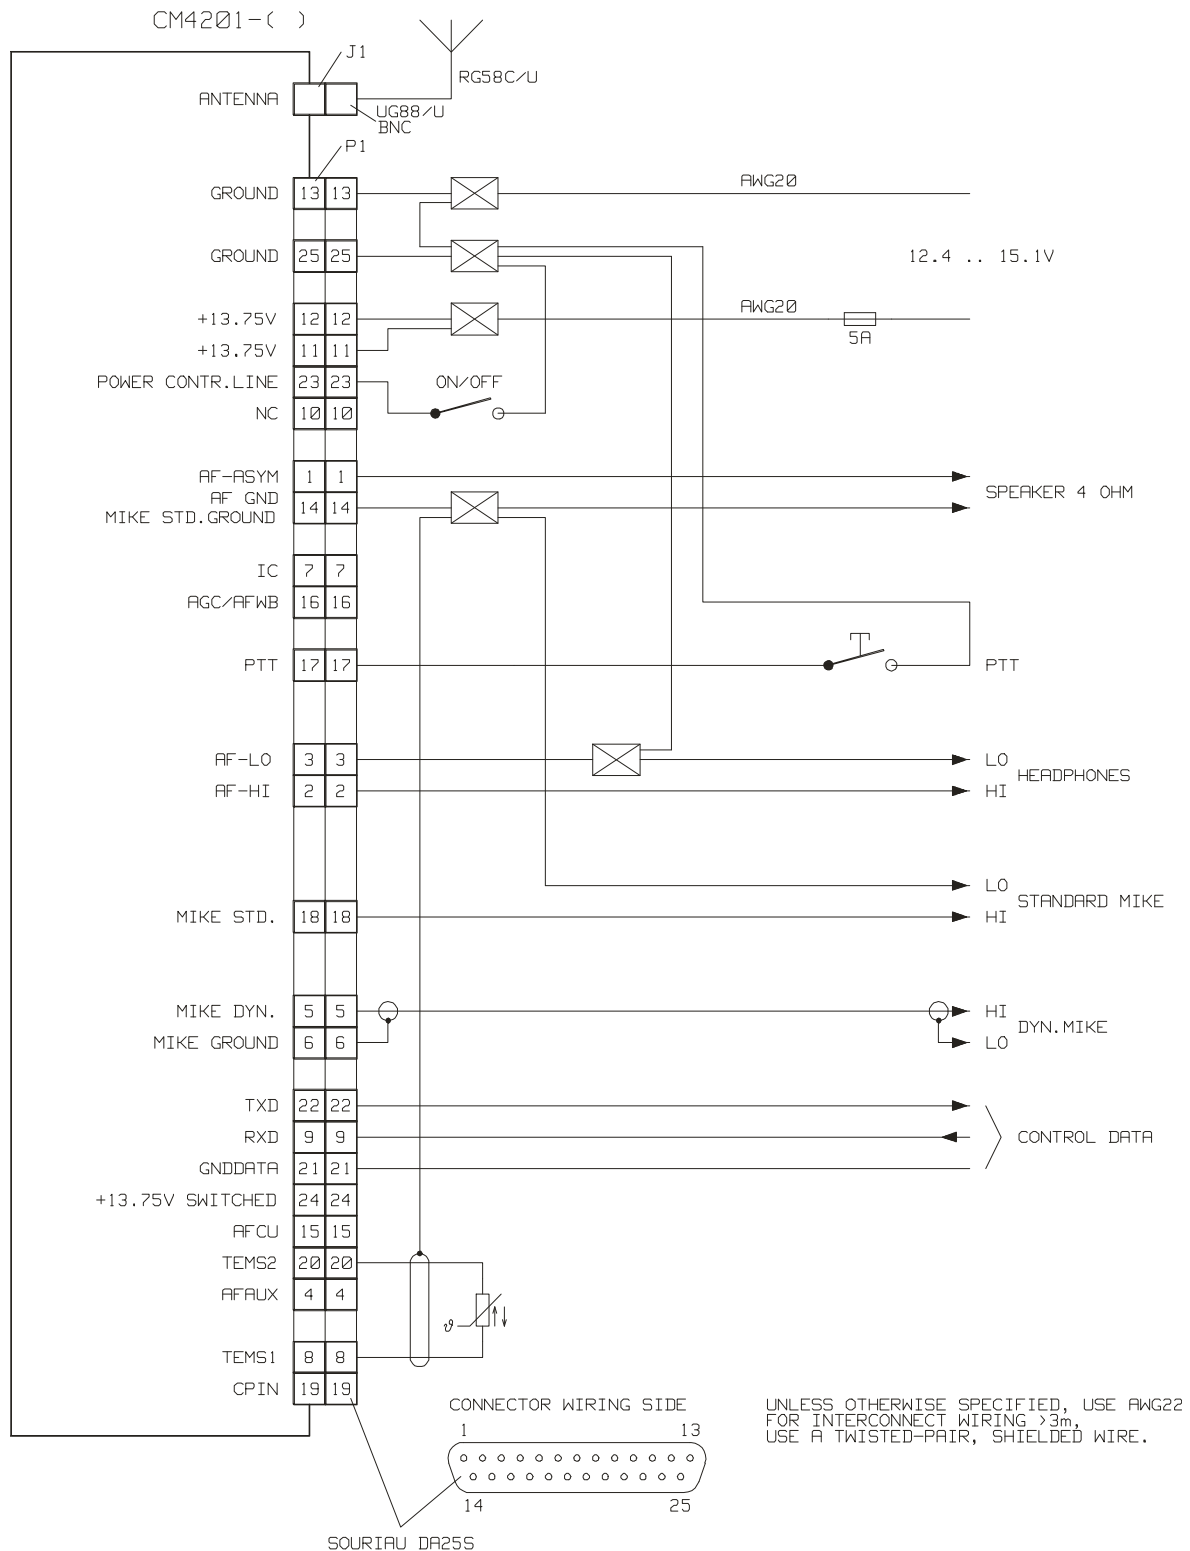 CM4201-( )
J1
RG58C/U
ANTENNA
UG88/U
BNC
P1
GROUND 13 13
AWG20
GROUND 25 25
12.4 .. 15.1V
+13.75V 12 12
AWG20
5A
+13.75V 11 11
POWER CONTR.LINE 23 23
ON/OFF
NC 10 10
AF-ASYM 1 1
SPEAKER 4 OHM
AF GND
MIKE STD.GROUND 14 14
IC 7 7
AGC/AFWB 16 16
PTT 17 17 PTT
AF-LO 3 3 LO
HEADPHONES
AF-HI 2 2 HI
LO
STANDARD MIKE
MIKE STD. 18 18 HI
MIKE DYN. 5 5 HI
DYN.MIKE
MIKE GROUND 6 6 LO
TXD 22 22
RXD 9 9 CONTROL DATA
GNDDATA 21 21
+13.75V SWITCHED 24 24
AFCU 15 15
TEMS2 20 20
AFAUX 4 4
ϑ
TEMS1 8 8
CPIN 19 19
CONNECTOR WIRING SIDE
1 13
14 25
SOURIAU DA25S
UNLESS OTHERWISE SPECIFIED, USE AWG22
FOR INTERCONNECT WIRING >3m,
USE A TWISTED-PAIR, SHIELDED WIRE.